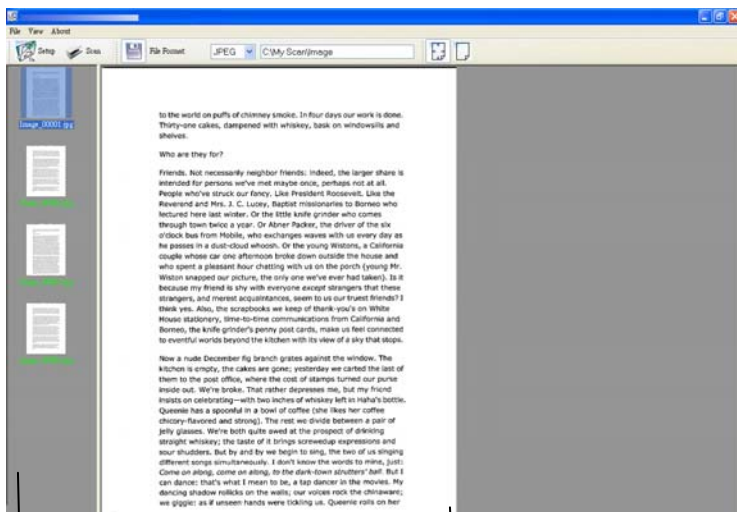 File View About
Setup Scan File Format JPEG C:\My Scan\Image
Image_00001.jpg
to the world on puffs of chimney smoke. In four days our work is done.
Thirty-one cakes, dampened with whiskey, bask on windowsills and
shelves.
Who are they for?
Friends. Not necessarily neighbor friends: indeed, the larger share is
intended for persons we've met maybe once, perhaps not at all.
People who've struck our fancy. Like President Roosevelt. Like the
Reverend and Mrs. J. C. Lucey, Baptist missionaries to Borneo who
lectured here last winter. Or the little knife grinder who comes
through town twice a year. Or Abner Packer, the driver of the six
o'clock bus from Mobile, who exchanges waves with us every day as
he passes in a dust-cloud whoosh. Or the young Wistons, a California
couple whose car one afternoon broke down outside the house and
who spent a pleasant hour chatting with us on the porch (young Mr.
Wiston snapped our picture, the only one we've ever had taken). Is it
because my friend is shy with everyone except strangers that these
strangers, and merest acquaintances, seem to us our truest friends? I
think yes. Also, the scrapbooks we keep of thank-you's on White
House stationery, time-to-time communications from California and
Borneo, the knife grinder's penny post cards, make us feel connected
to eventful worlds beyond the kitchen with its view of a sky that stops.
Now a nude December fig branch grates against the window. The
kitchen is empty, the cakes are gone; yesterday we carted the last of
them to the post office, where the cost of stamps turned our purse
inside out. We're broke. That rather depresses me, but my friend
insists on celebrating—with two inches of whiskey left in Haha's bottle.
Queenie has a spoonful in a bowl of coffee (she likes her coffee
chicory-flavored and strong). The rest we divide between a pair of
jelly glasses. We're both quite awed at the prospect of drinking
straight whiskey; the taste of it brings screwedup expressions and
sour shudders. But by and by we begin to sing, the two of us singing
different songs simultaneously. I don't know the words to mine, just:
Come on along, come on along, to the dark-town strutters' ball. But I
can dance: that's what I mean to be, a tap dancer in the movies. My
dancing shadow rollicks on the walls; our voices rock the chinaware;
we giggle: as if unseen hands were tickling us. Queenie rolls on her